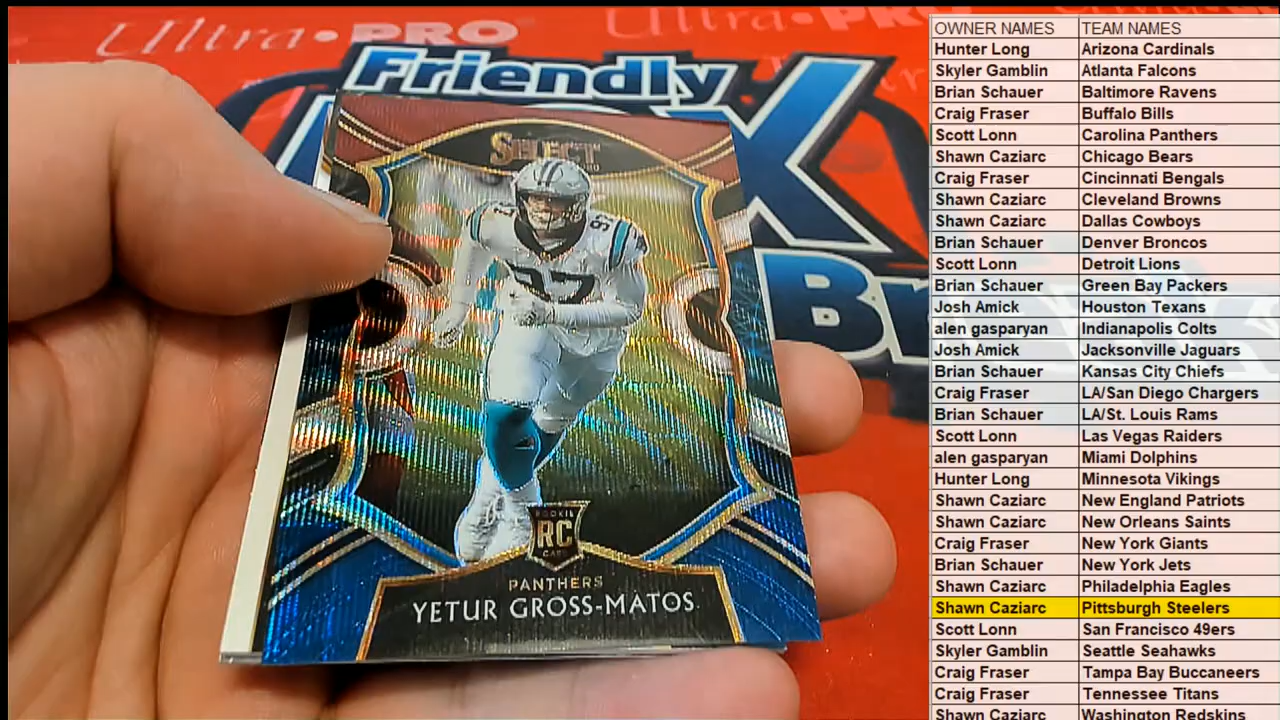 Ultra•PRO
Friendly
SELECT
97
97
ROOKIE
RC
CARD
PANTHERS
YETUR GROSS-MATOS
OWNER NAMES TEAM NAMES
Hunter Long Arizona Cardinals
Skyler Gamblin Atlanta Falcons
Brian Schauer Baltimore Ravens
Craig Fraser Buffalo Bills
Scott Lonn Carolina Panthers
Shawn Caziarc Chicago Bears
Craig Fraser Cincinnati Bengals
Shawn Caziarc Cleveland Browns
Shawn Caziarc Dallas Cowboys
Brian Schauer Denver Broncos
Scott Lonn Detroit Lions
Brian Schauer Green Bay Packers
Josh Amick Houston Texans
alen gasparyan Indianapolis Colts
Josh Amick Jacksonville Jaguars
Brian Schauer Kansas City Chiefs
Craig Fraser LA/San Diego Chargers
Brian Schauer LA/St. Louis Rams
Scott Lonn Las Vegas Raiders
alen gasparyan Miami Dolphins
Hunter Long Minnesota Vikings
Shawn Caziarc New England Patriots
Shawn Caziarc New Orleans Saints
Craig Fraser New York Giants
Brian Schauer New York Jets
Shawn Caziarc Philadelphia Eagles
Shawn Caziarc Pittsburgh Steelers
Scott Lonn San Francisco 49ers
Skyler Gamblin Seattle Seahawks
Craig Fraser Tampa Bay Buccaneers
Craig Fraser Tennessee Titans
Shawn Caziarc Washington Redskins